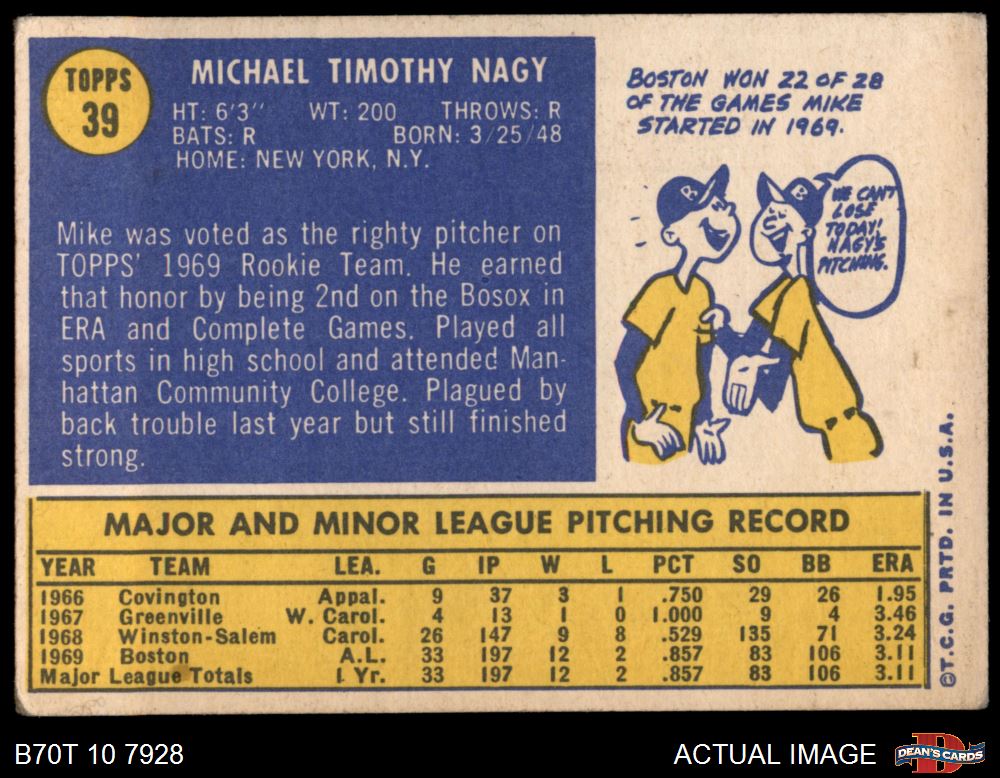 TOPPS
39
MICHAEL TIMOTHY NAGY
HT: 6'3" WT: 200 THROWS: R
BATS: R BORN: 3/25/48
HOME: NEW YORK, N.Y.
Mike was voted as the righty pitcher on
TOPPS' 1969 Rookie Team. He earned
that honor by being 2nd on the Bosox in
ERA and Complete Games. Played all
sports in high school and attended Man-
hattan Community College. Plagued by
back trouble last year but still finished
strong.
BOSTON WON 22 OF 28
OF THE GAMES MIKE
STARTED IN 1969.
B
B
WE CAN'T
LOSE
TODAY!
NAGY'S
PITCHING.
MAJOR AND MINOR LEAGUE PITCHING RECORD
YEAR TEAM LEA. G IP W L PCT SO BB ERA
1966 Covington Appal. 9 37 3 1 .750 29 26 1.95
1967 Greenville W. Carol. 4 13 1 0 1.000 9 4 3.46
1968 Winston-Salem Carol. 26 147 9 8 .529 135 71 3.24
1969 Boston A.L. 33 197 12 2 .857 83 106 3.11
Major League Totals 1 Yr. 33 197 12 2 .857 83 106 3.11
©T.C.G. PRTD. IN U.S.A.
B70T 10 7928
ACTUAL IMAGE
DEAN'S CARDS